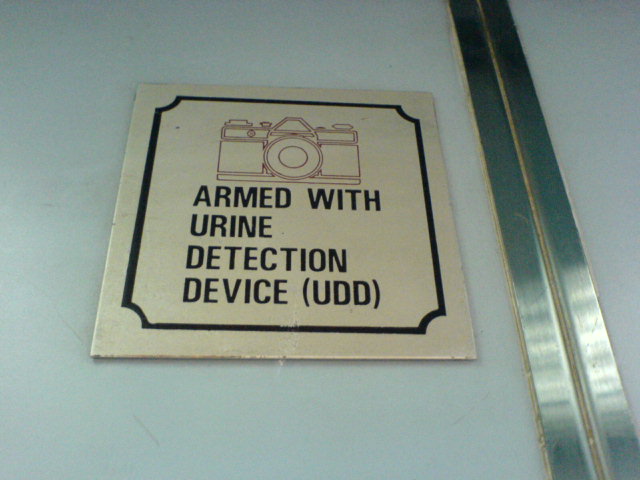 ARMED WITH
URINE
DETECTION
DEVICE (UDD)